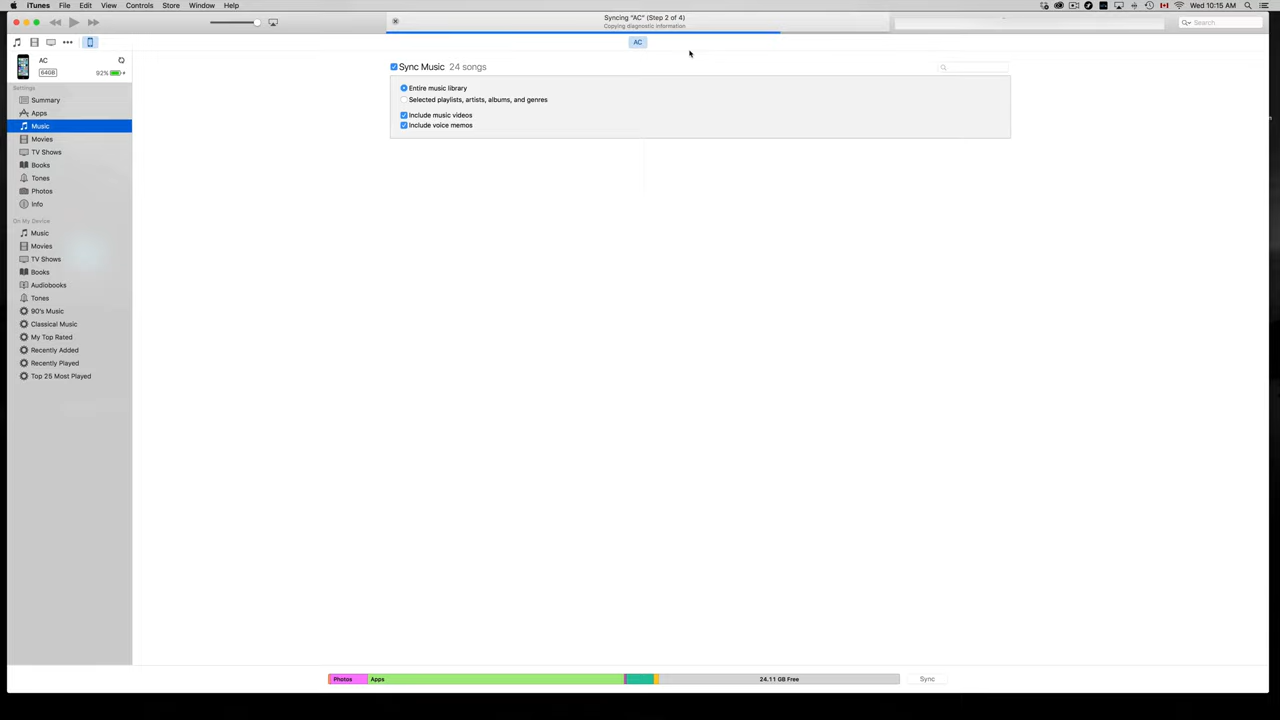 iTunes File Edit View Controls Store Window Help
Wed 10:15 AM
Syncing "AC" (Step 2 of 4)
Copying diagnostic information
Search
AC
AC
64GB 92%
Sync Music 24 songs
Entire music library
Selected playlists, artists, albums, and genres
Include music videos
Include voice memos
Settings
Summary
Apps
Music
Movies
TV Shows
Books
Tones
Photos
Info
On My Device
Music
Movies
TV Shows
Books
Audiobooks
Tones
90's Music
Classical Music
My Top Rated
Recently Added
Recently Played
Top 25 Most Played
Photos Apps 24.11 GB Free Sync